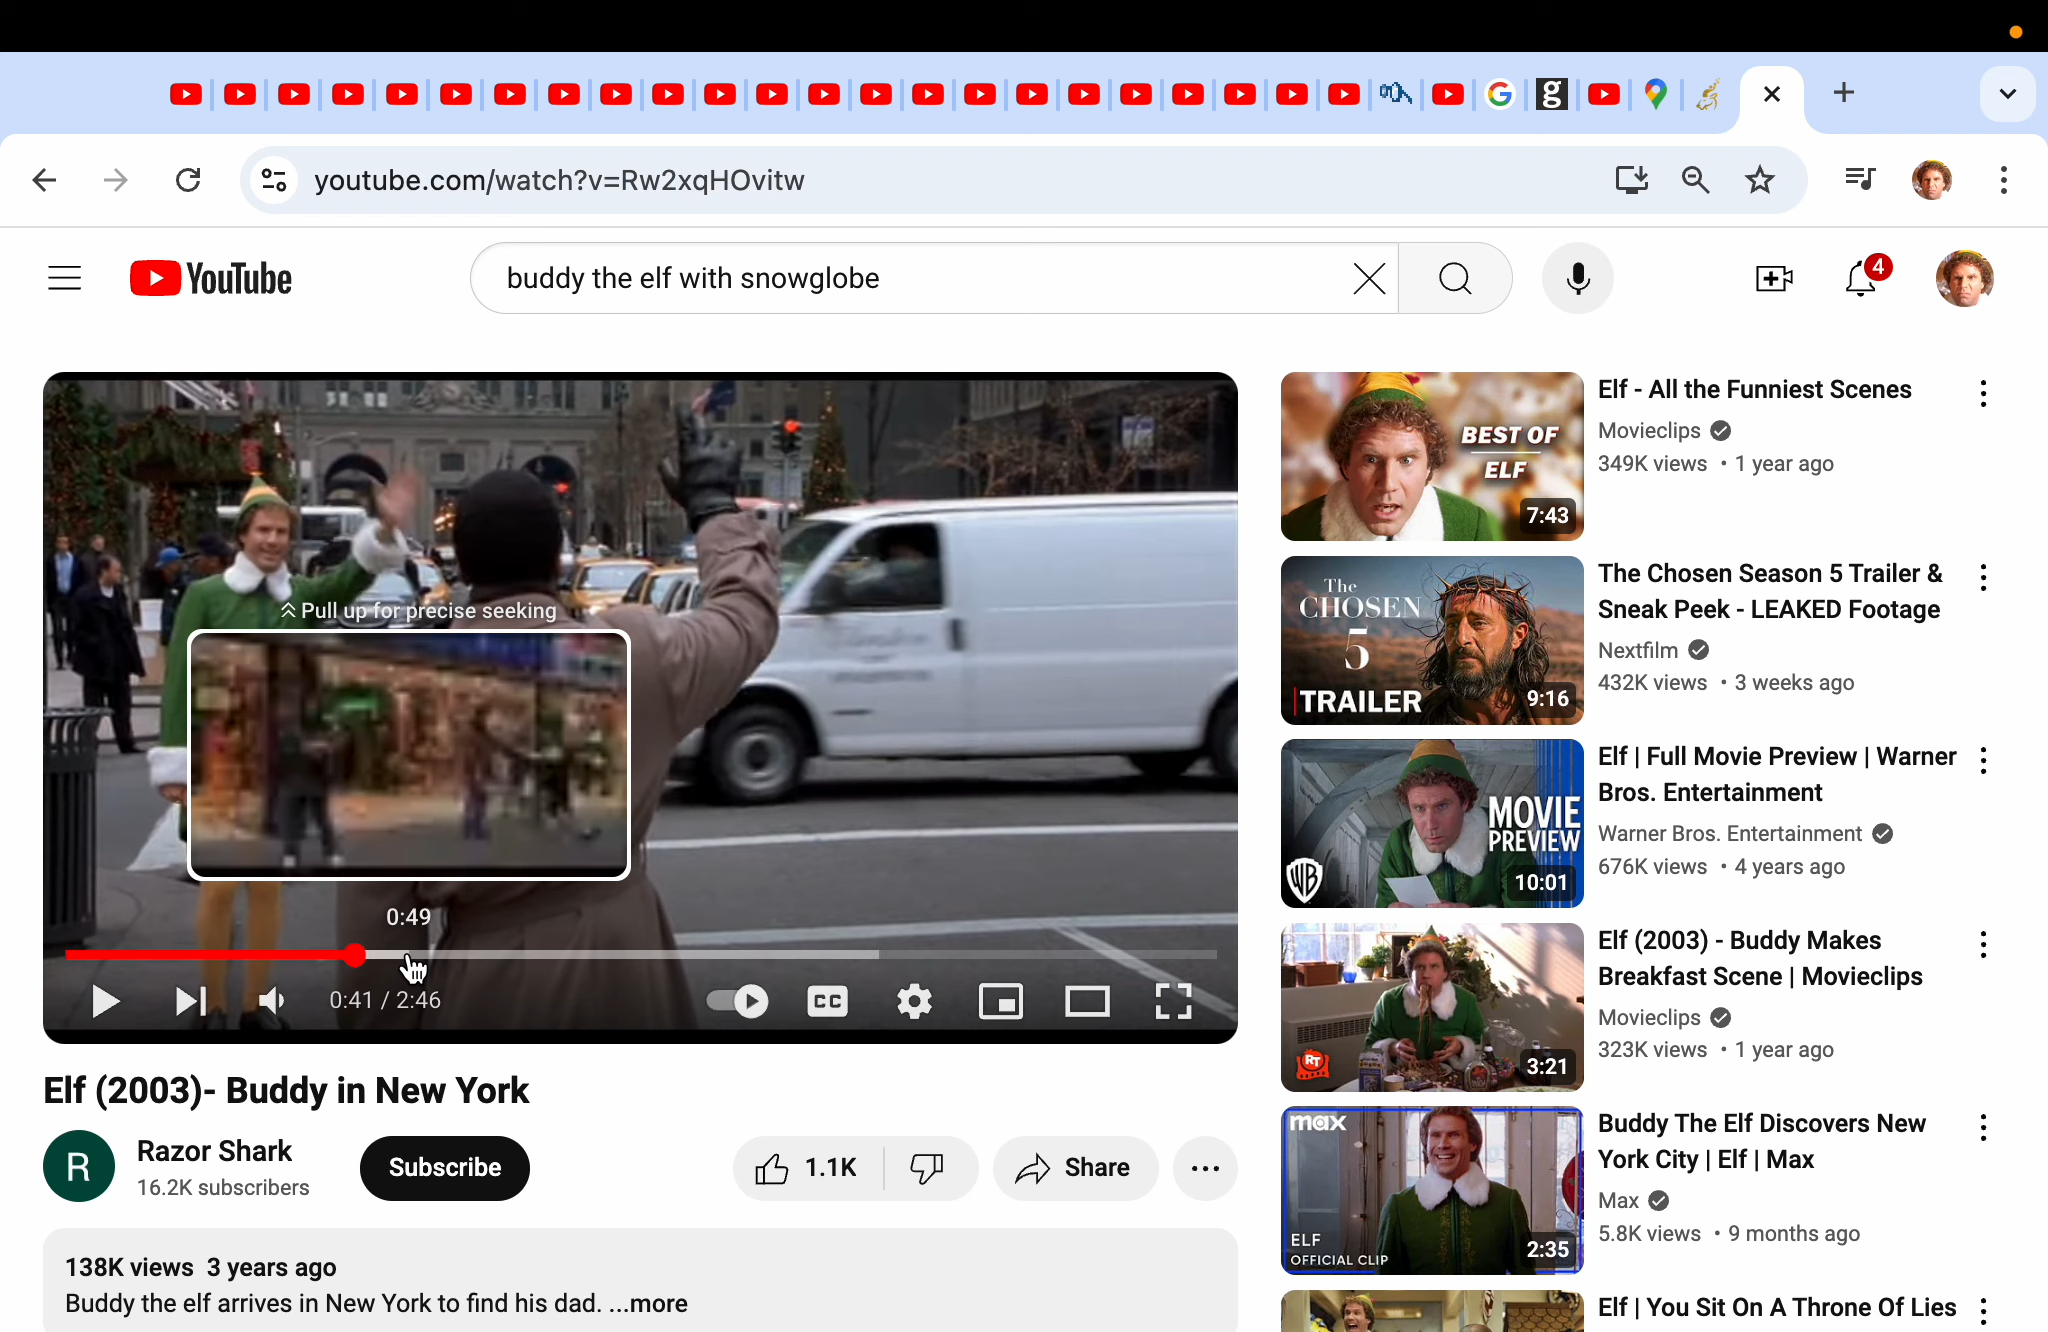 g
youtube.com/watch?v=Rw2xqHOvitw
YouTube
buddy the elf with snowglobe
4
Pull up for precise seeking
0:49
0:41 / 2:46
CC
Elf (2003)- Buddy in New York
R
Razor Shark
16.2K subscribers
Subscribe
1.1K
Share
138K views 3 years ago
Buddy the elf arrives in New York to find his dad. ...more
BEST OF
ELF
7:43
Elf - All the Funniest Scenes
Movieclips
349K views • 1 year ago
The
CHOSEN
5
TRAILER
9:16
The Chosen Season 5 Trailer &
Sneak Peek - LEAKED Footage
Nextfilm
432K views • 3 weeks ago
MOVIE
PREVIEW
WB
10:01
Elf | Full Movie Preview | Warner
Bros. Entertainment
Warner Bros. Entertainment
676K views • 4 years ago
RT
3:21
Elf (2003) - Buddy Makes
Breakfast Scene | Movieclips
Movieclips
323K views • 1 year ago
max
ELF
OFFICIAL CLIP
2:35
Buddy The Elf Discovers New
York City | Elf | Max
Max
5.8K views • 9 months ago
Elf | You Sit On A Throne Of Lies